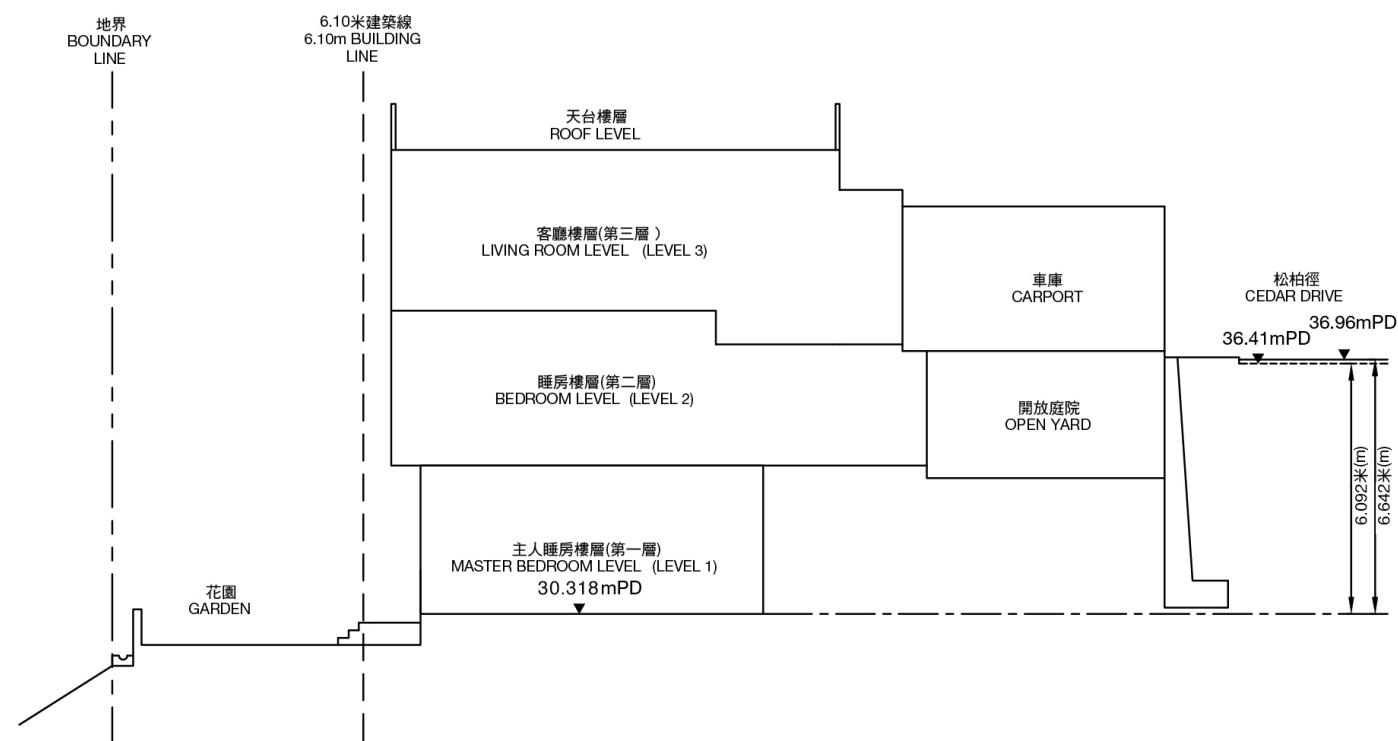 地界
BOUNDARY
LINE
6.10米建築線
6.10m BUILDING
LINE
天台樓層
ROOF LEVEL
客廳樓層(第三層 )
LIVING ROOM LEVEL (LEVEL 3)
車庫
CARPORT
松柏徑
CEDAR DRIVE
36.96mPD
36.41mPD
睡房樓層(第二層)
BEDROOM LEVEL (LEVEL 2)
開放庭院
OPEN YARD
6.092米(m)
6.642米(m)
主人睡房樓層(第一層)
MASTER BEDROOM LEVEL (LEVEL 1)
30.318mPD
花園
GARDEN